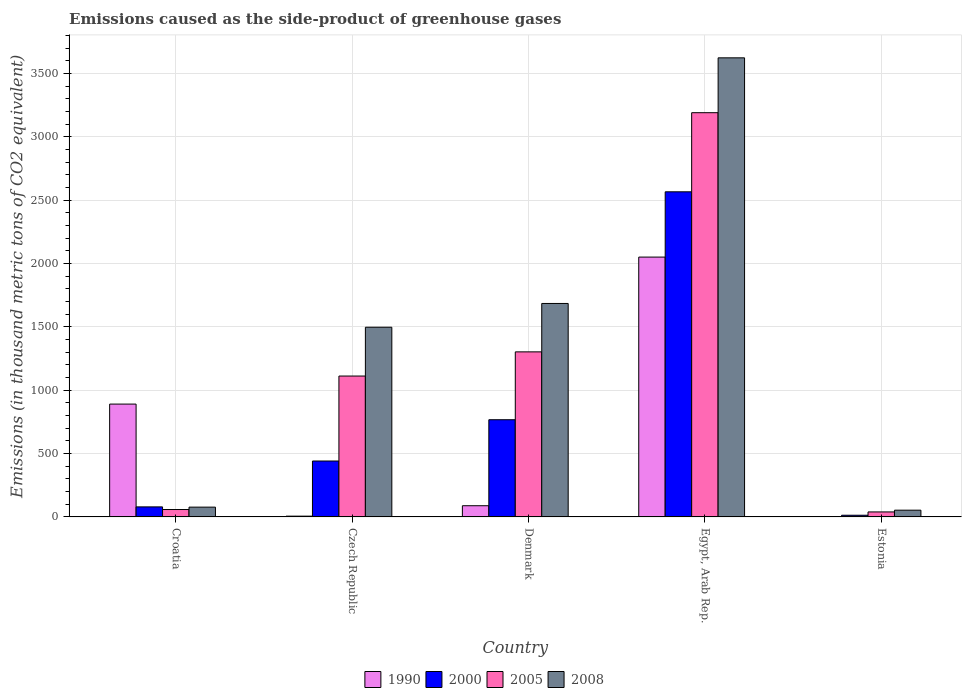 Emissions caused as the side-product of greenhouse gases
Emissions (in thousand metric tons of CO2 equivalent)
3500
3000
2500
2000
1500
1000
500
0
Croatia
Czech Republic
Denmark
Egypt, Arab Rep.
Estonia
Country
1990
2000
2005
2008